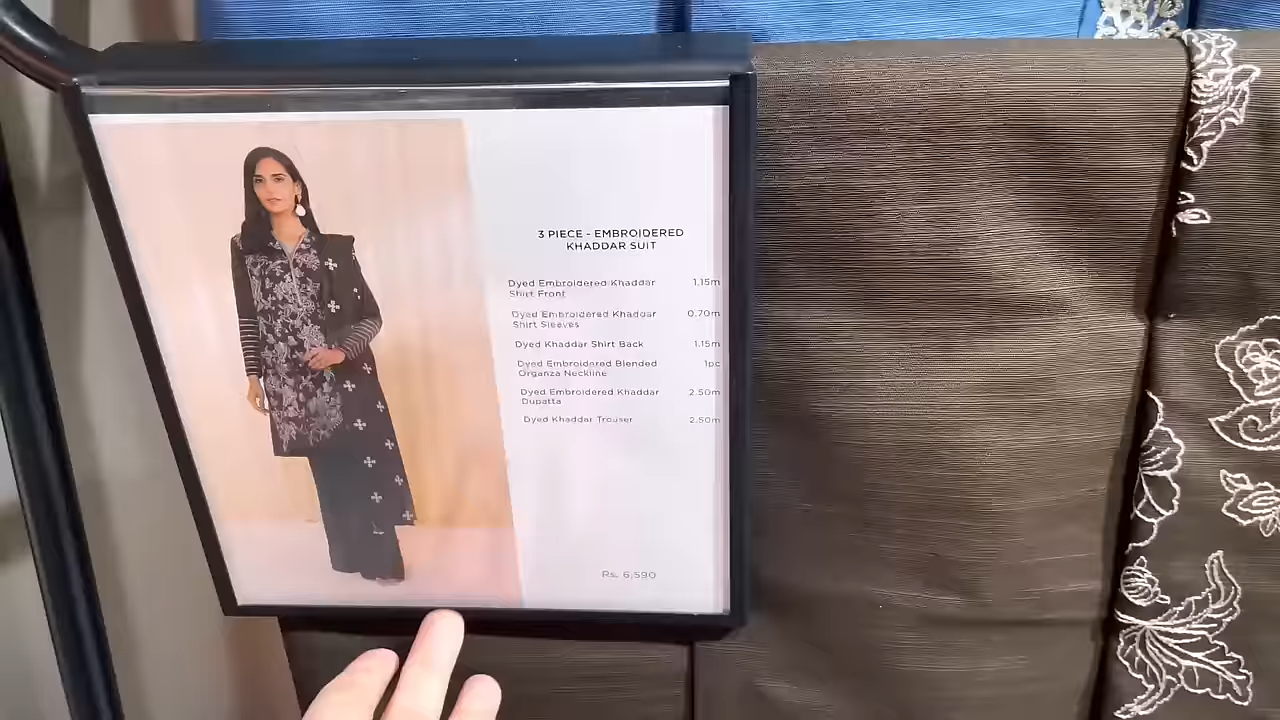 3 PIECE - EMBROIDERED
KHADDAR SUIT
Dyed Embroidered Khaddar 1.15m
Shirt Front
Dyed Embroidered Khaddar 0.70m
Shirt Sleeves
Dyed Khaddar Shirt Back 1.15m
Dyed Embroidered Blended 1pc
Organza Neckline
Dyed Embroidered Khaddar 2.50m
Dupatta
Dyed Khaddar Trouser 2.50m
Rs. 6,590